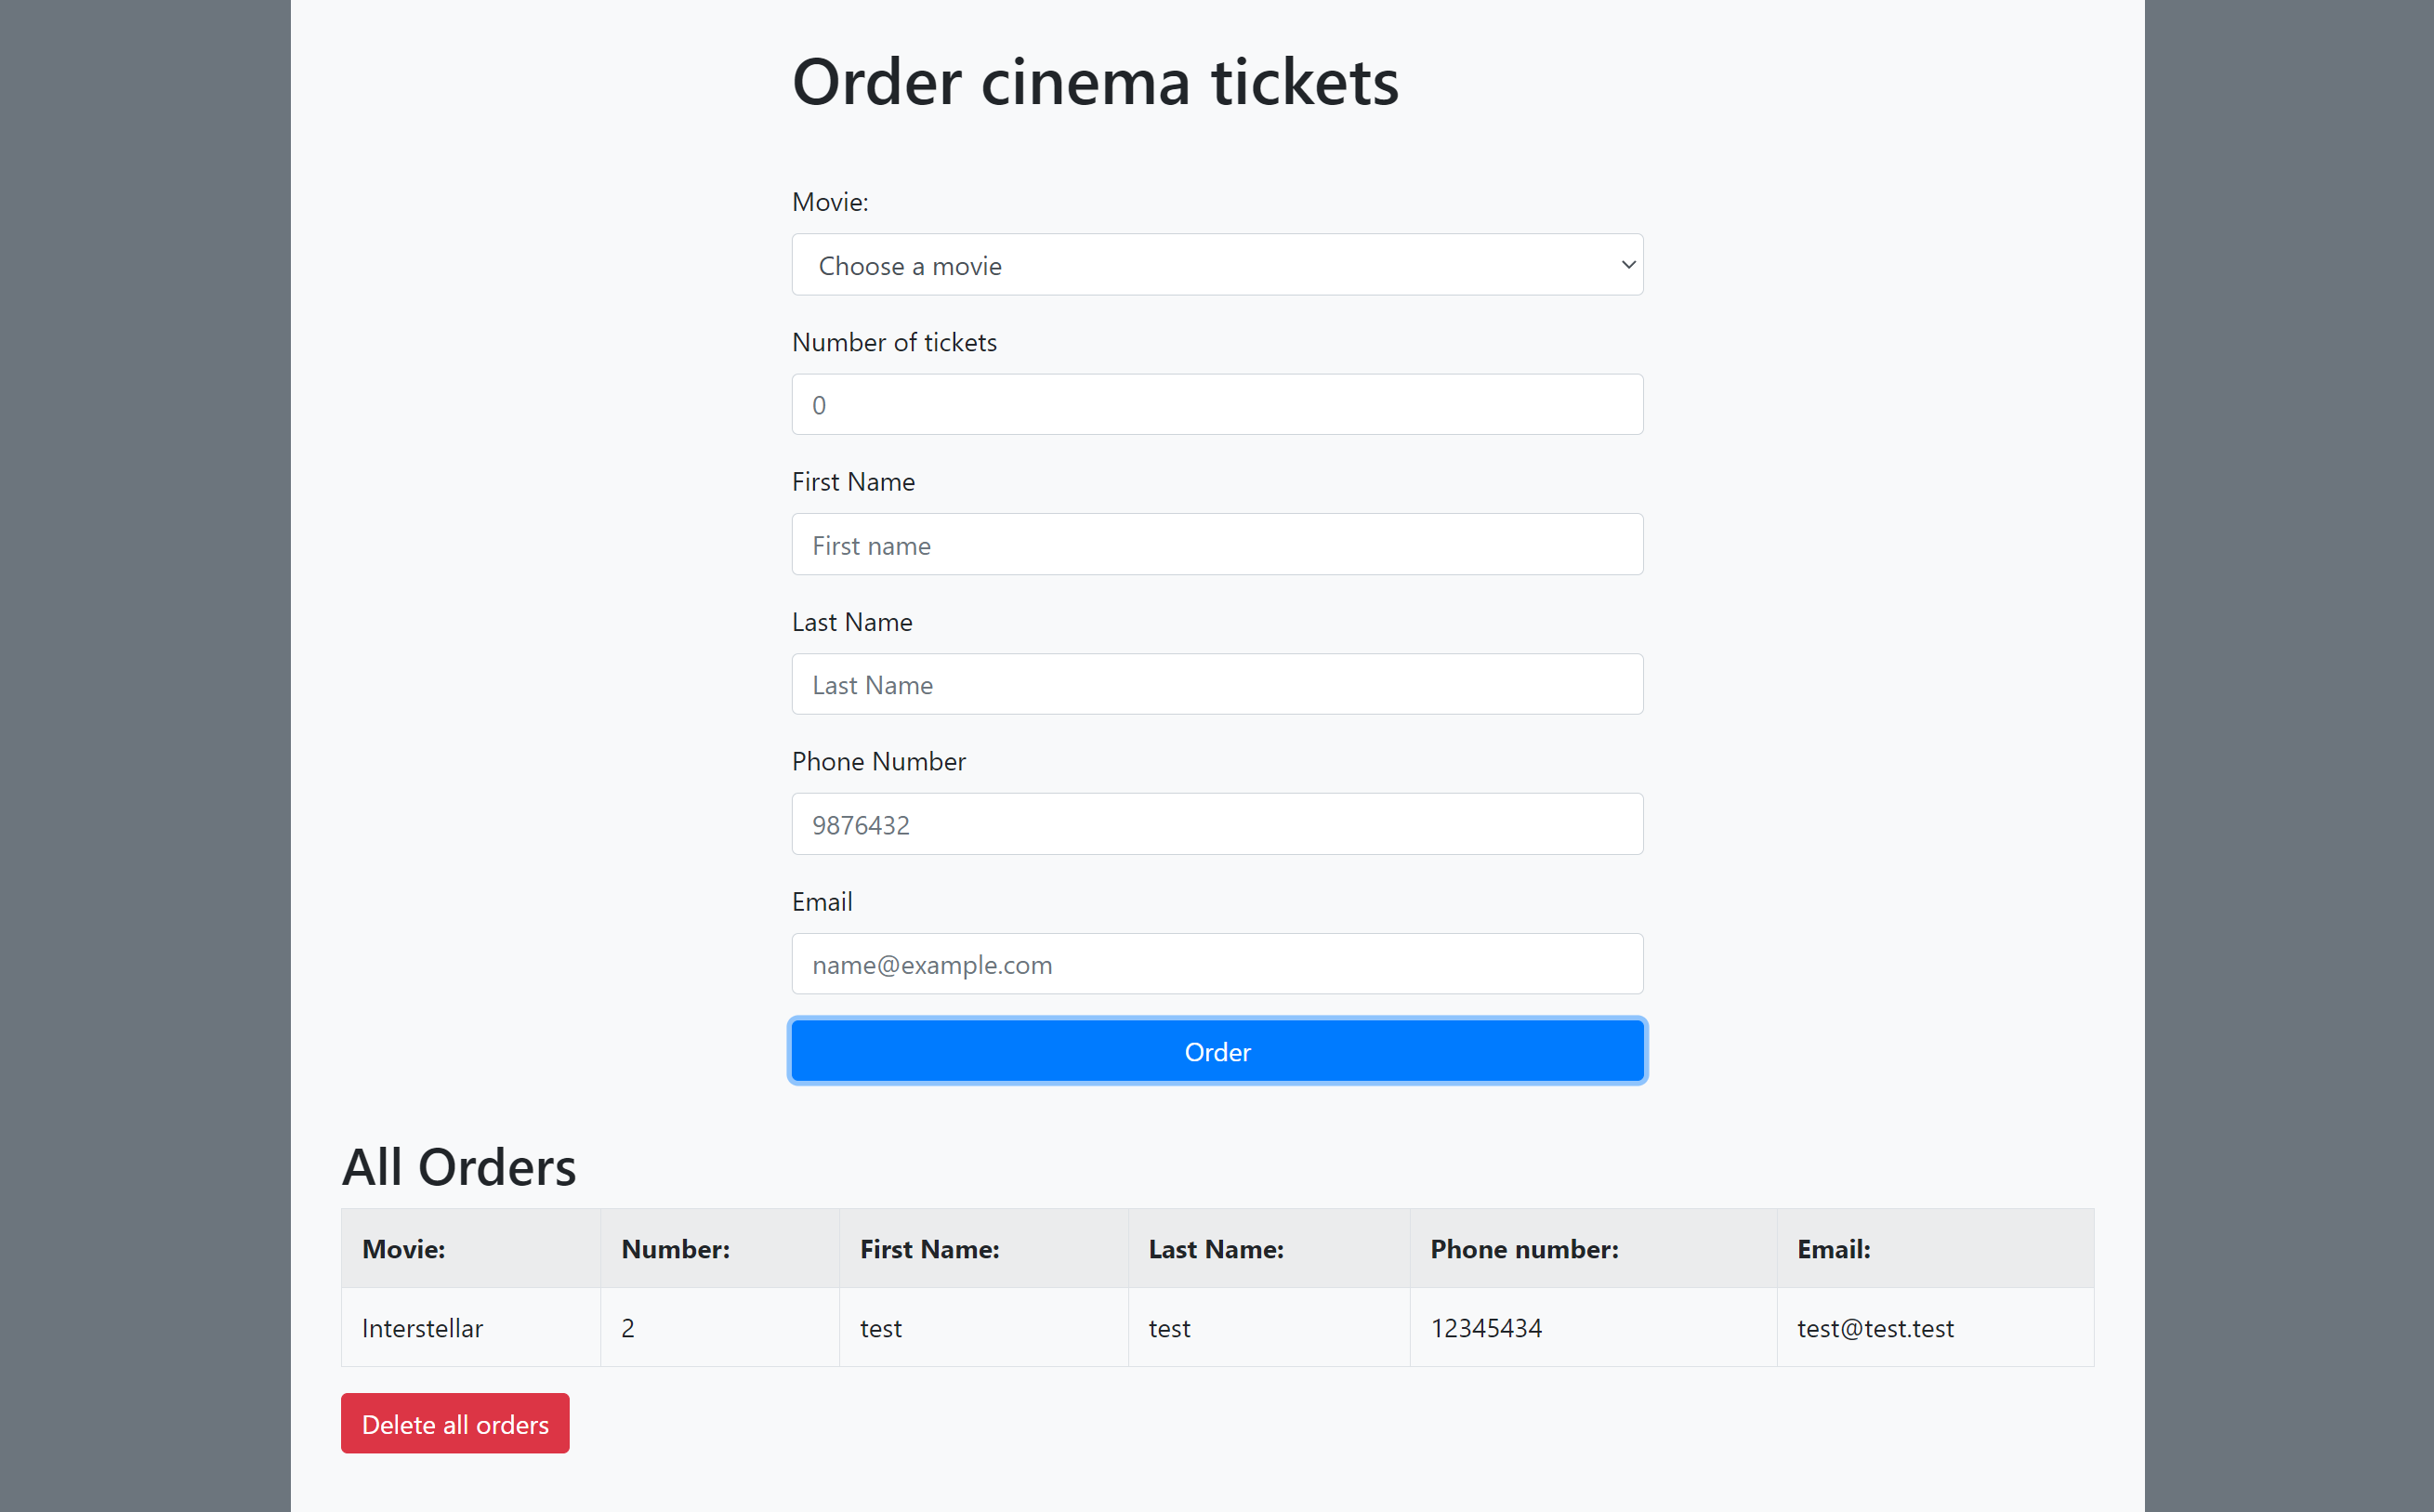 Order cinema tickets
Movie:
Choose a movie
Number of tickets
0
First Name
First name
Last Name
Last Name
Phone Number
9876432
Email
name@example.com
Order
All Orders
Movie: Number: First Name: Last Name: Phone number: Email:
Interstellar 2 test test 12345434 test@test.test
Delete all orders